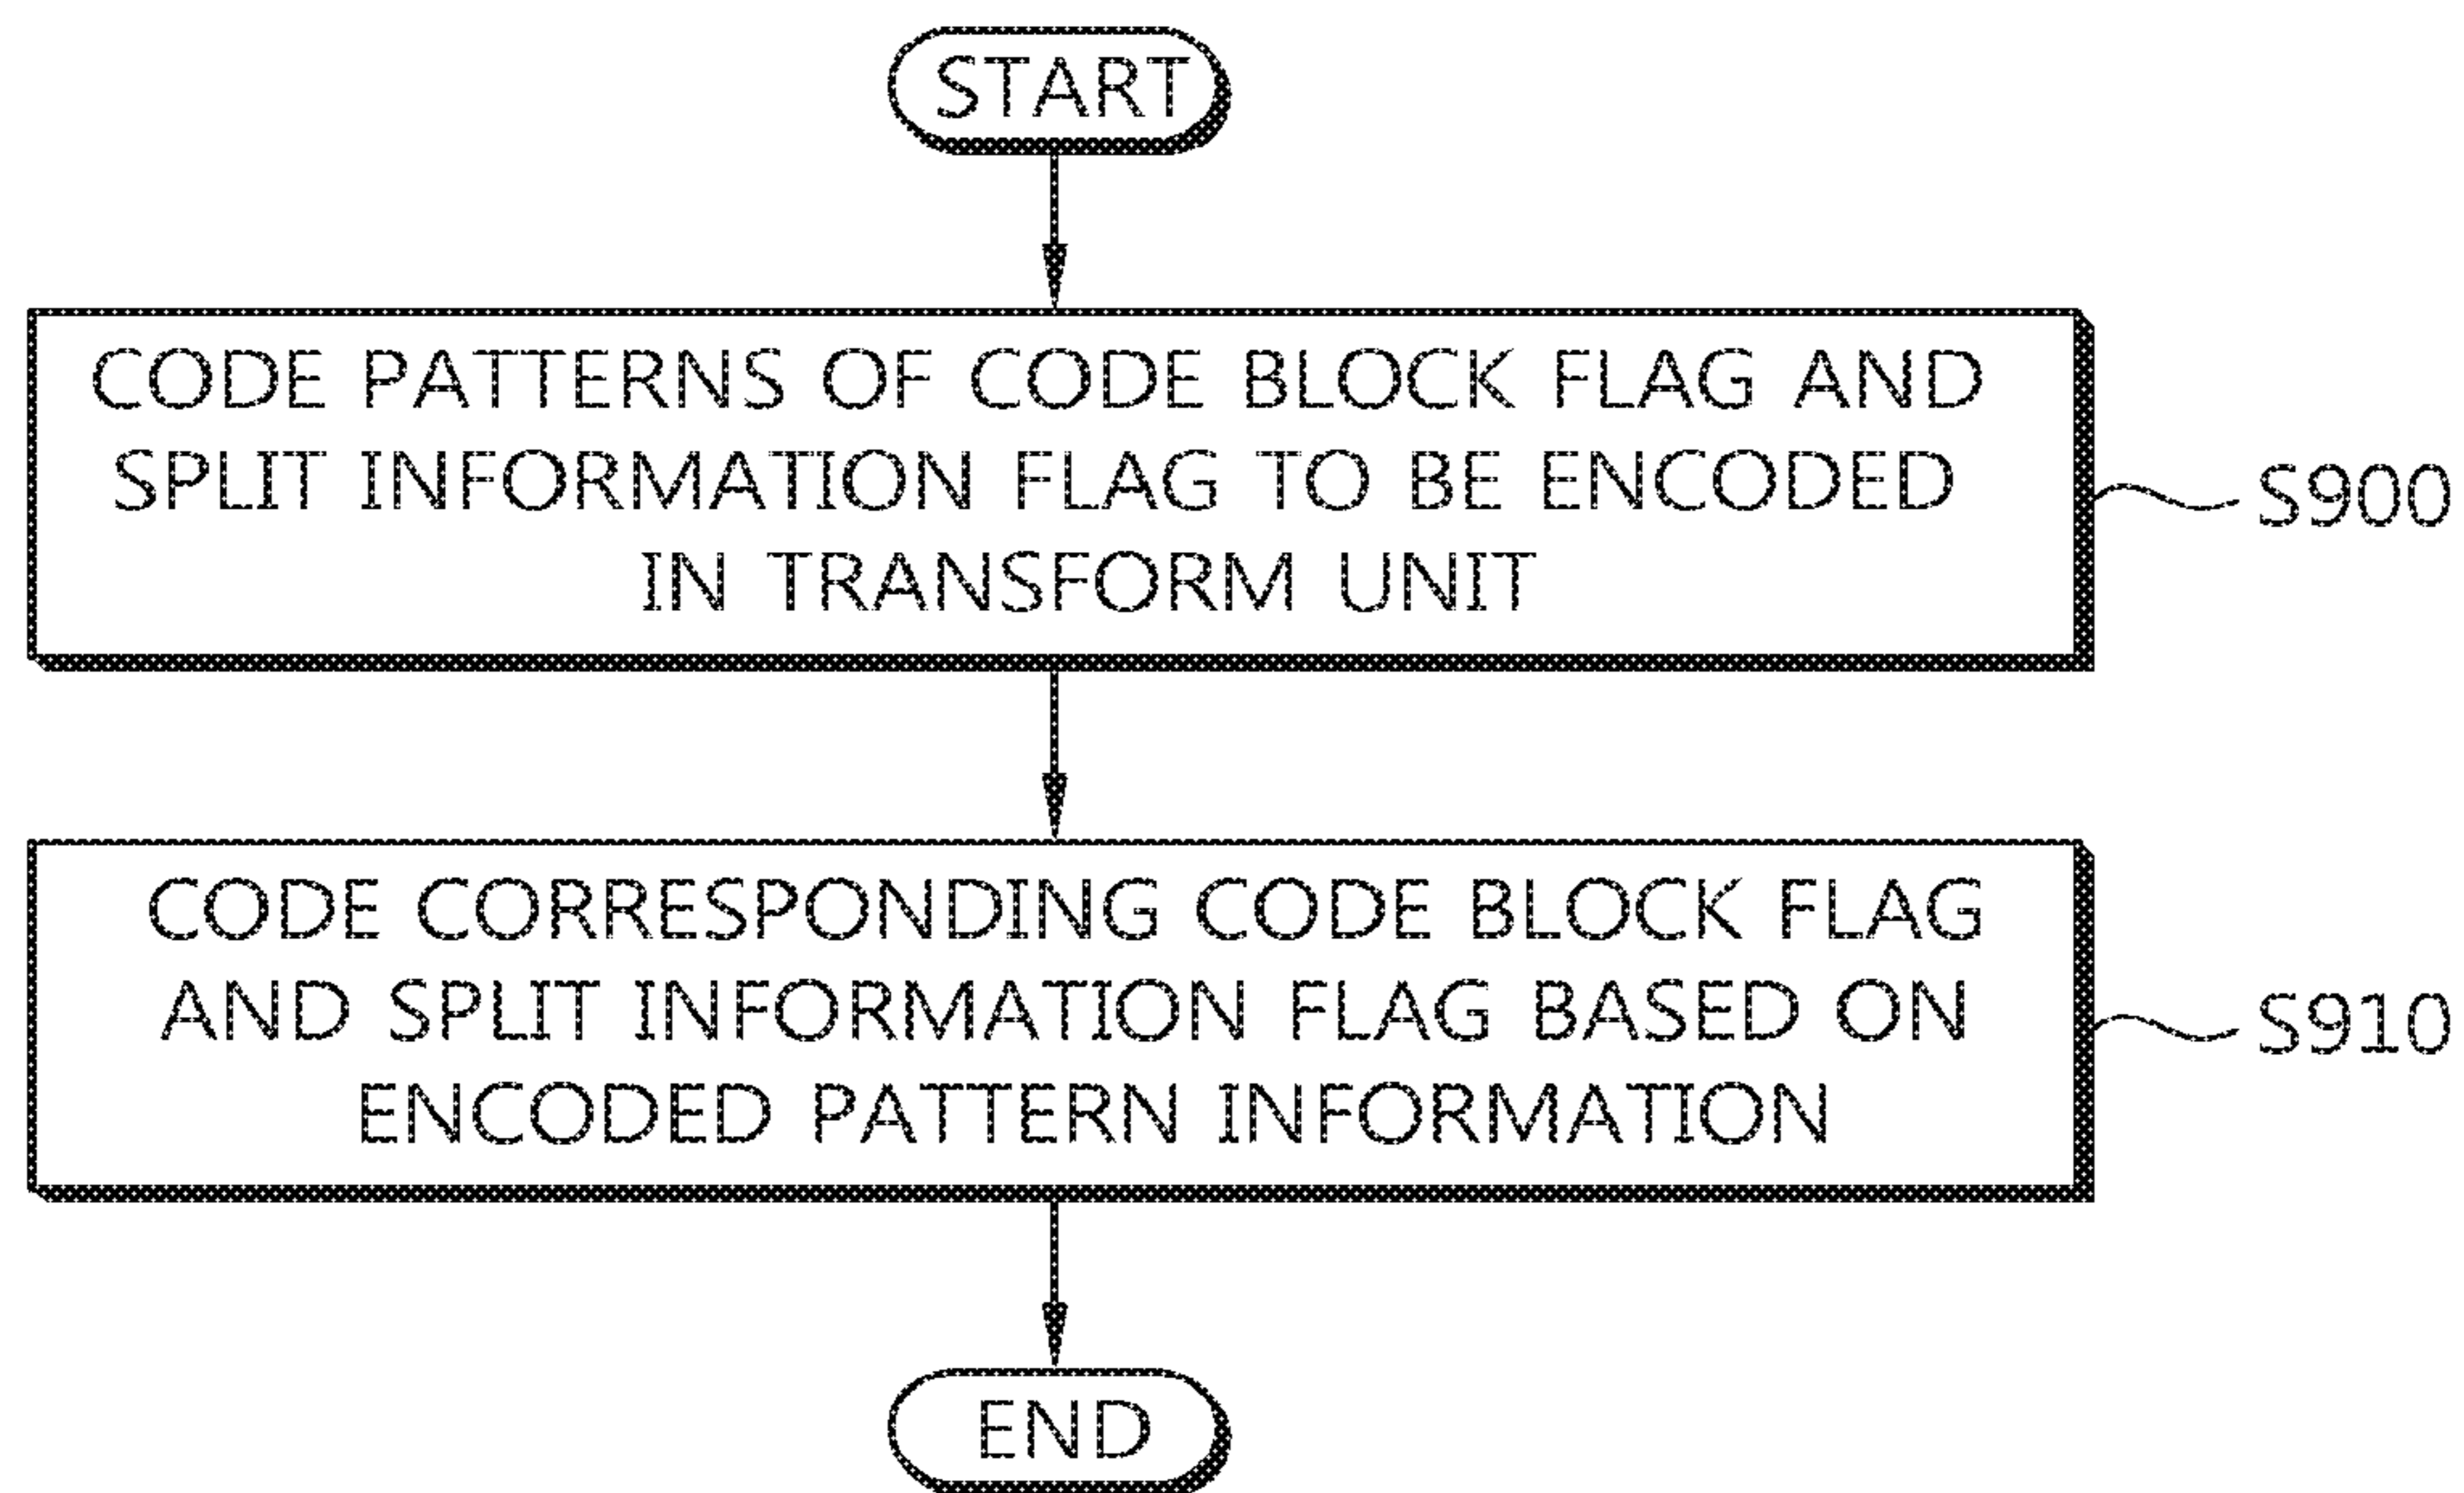 START
CODE PATTERNS OF CODE BLOCK FLAG AND
SPLIT INFORMATION FLAG TO BE ENCODED
IN TRANSFORM UNIT
S900
CODE CORRESPONDING CODE BLOCK FLAG
AND SPLIT INFORMATION FLAG BASED ON
ENCODED PATTERN INFORMATION
S910
END